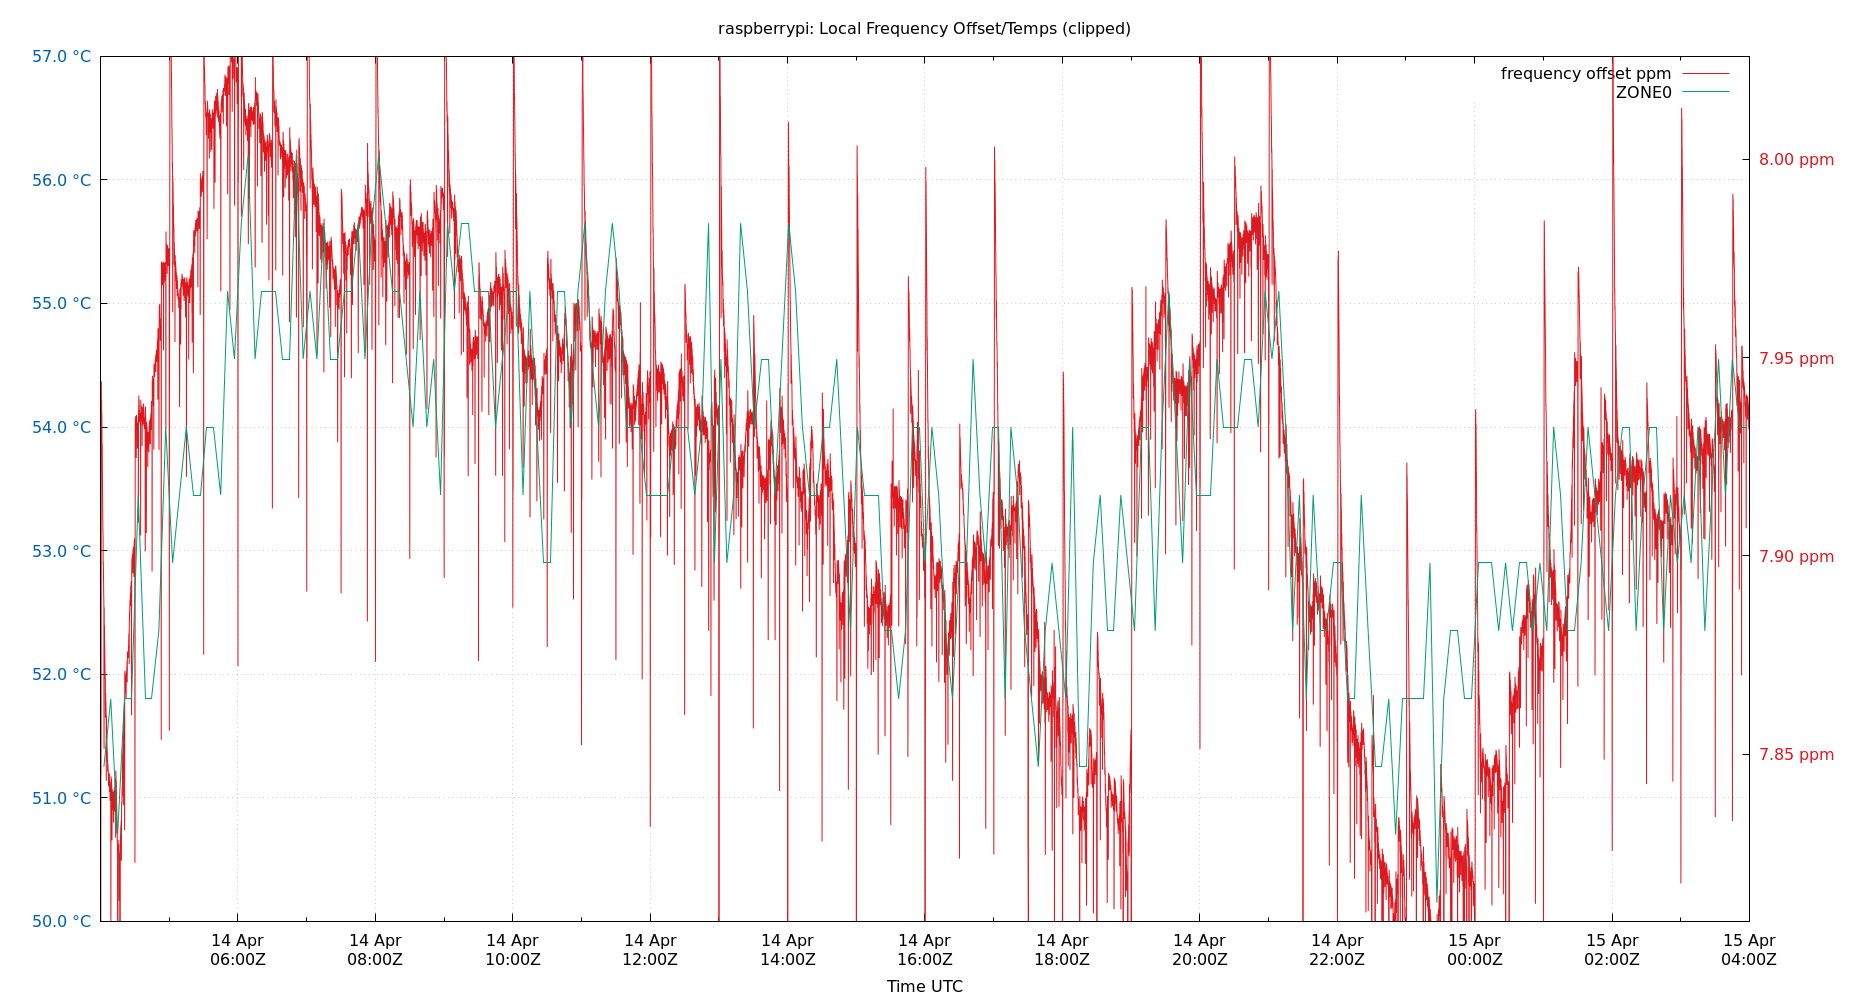 raspberrypi: Local Frequency Offset/Temps (clipped)
57.0 °C
56.0 °C
55.0 °C
54.0 °C
53.0 °C
52.0 °C
51.0 °C
50.0 °C
frequency offset ppm
ZONE0
8.00 ppm
7.95 ppm
7.90 ppm
7.85 ppm
14 Apr
06:00Z
14 Apr
08:00Z
14 Apr
10:00Z
14 Apr
12:00Z
14 Apr
14:00Z
14 Apr
16:00Z
14 Apr
18:00Z
14 Apr
20:00Z
14 Apr
22:00Z
15 Apr
00:00Z
15 Apr
02:00Z
15 Apr
04:00Z
Time UTC